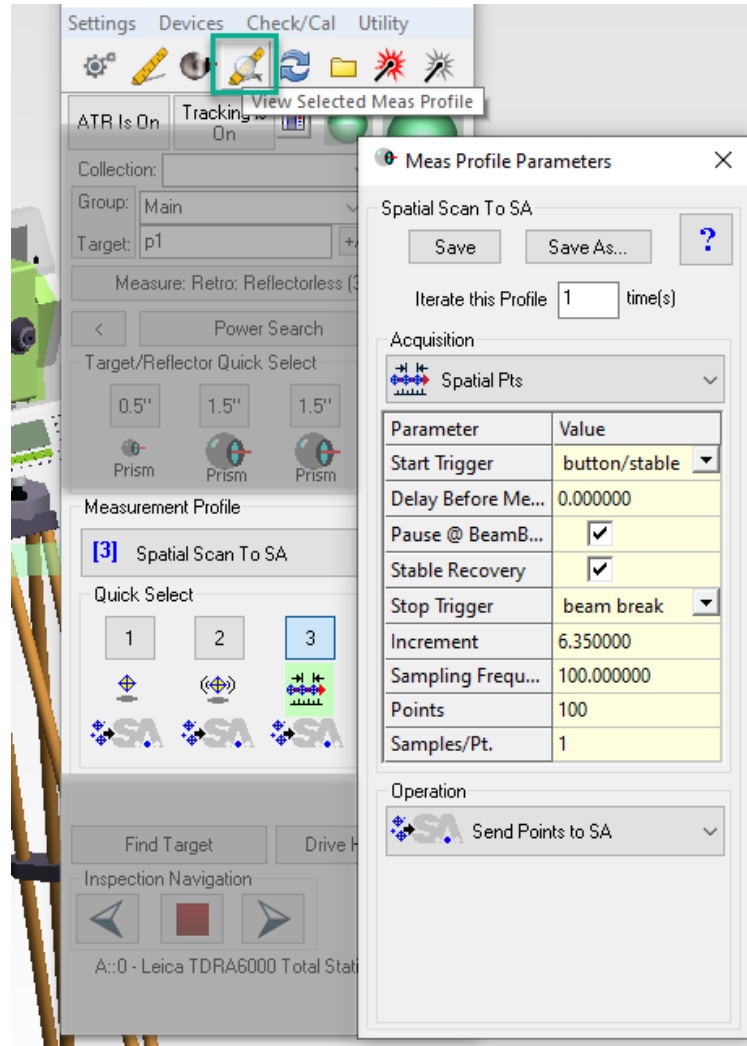 Settings Devices Check/Cal Utility
View Selected Meas Profile
ATR Is On
Tracking Is
On
Collection:
Group: Main
Target: p1 +/
Measure: Retro: Reflectorless (3
< Power Search
Target/Reflector Quick Select
0.5" 1.5" 1.5"
Prism Prism Prism
Measurement Profile
[3] Spatial Scan To SA
Quick Select
1 2 3
SA SA SA
Find Target Drive H
Inspection Navigation
A::0 - Leica TDRA6000 Total Stati
Meas Profile Parameters
Spatial Scan To SA
Save Save As... ?
Iterate this Profile 1 time(s)
Acquisition
Spatial Pts
Parameter Value
Start Trigger button/stable
Delay Before Me... 0.000000
Pause @ BeamB...
Stable Recovery
Stop Trigger beam break
Increment 6.350000
Sampling Frequ... 100.000000
Points 100
Samples/Pt. 1
Operation
SA Send Points to SA